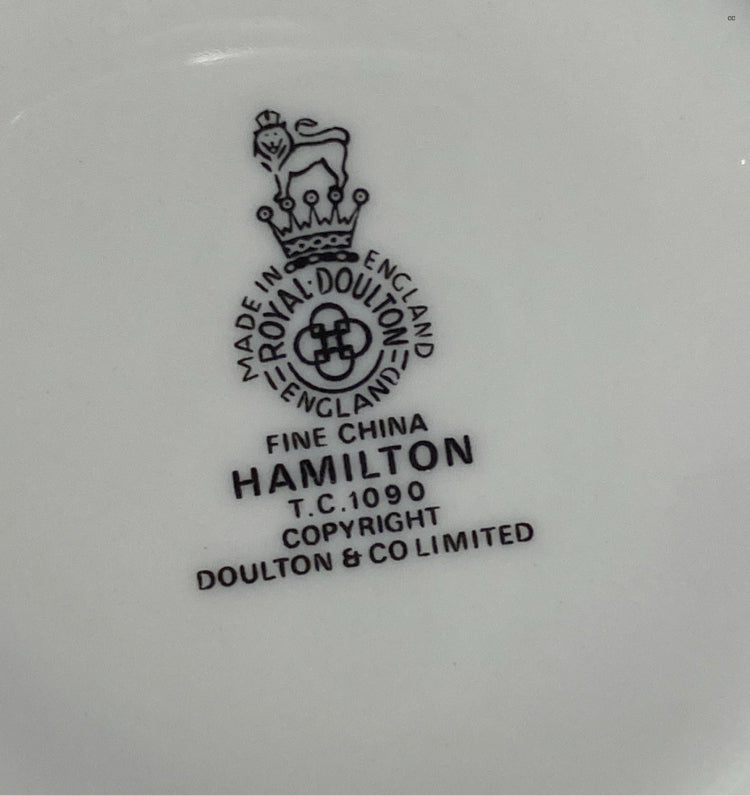 MADE IN ENGLAND
ROYAL·DOULTON
ENGLAND
FINE CHINA
HAMILTON
T.C.1090
COPYRIGHT
DOULTON & CO LIMITED